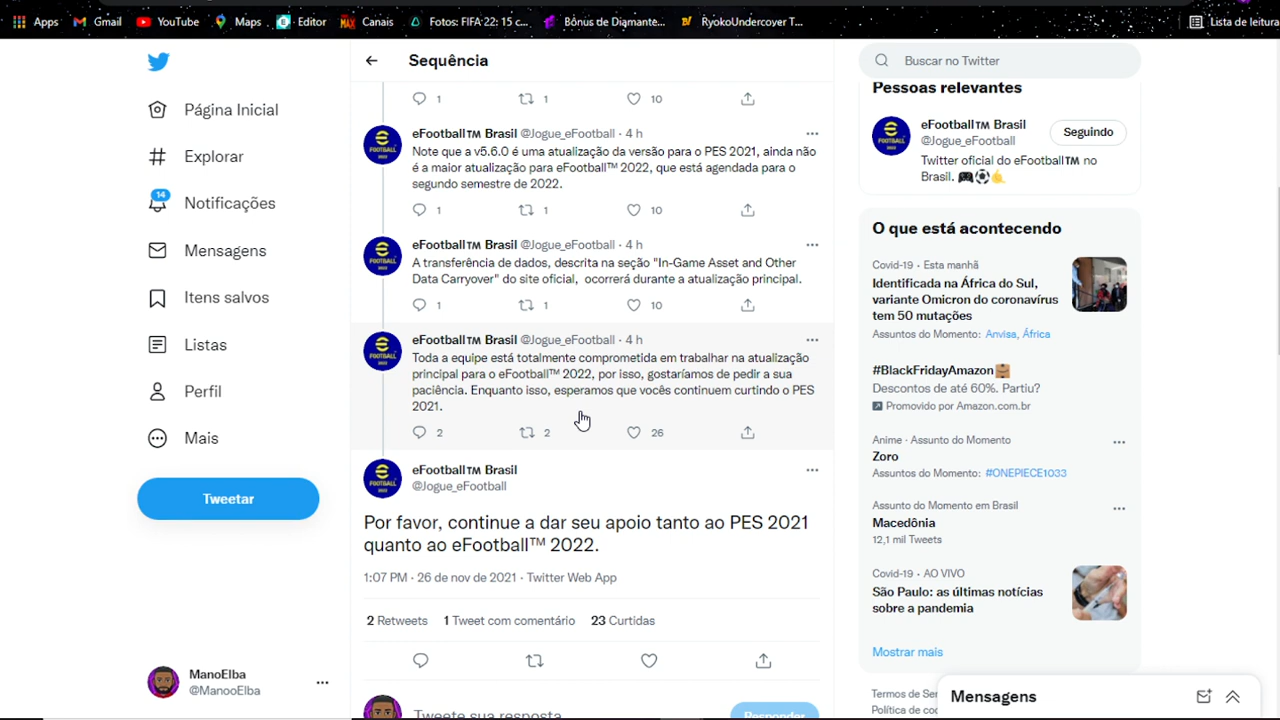 Apps Gmail YouTube Maps Editor Canais Fotos: FIFA 22: 15 c... Bônus de Diamante... RyokoUndercover T... Lista de leitura
Página Inicial
Explorar
14
Notificações
Mensagens
Itens salvos
Listas
Perfil
Mais
Tweetar
ManoElba
@ManooElba
Sequência
1 1 10
eFootball™ Brasil @Jogue_eFootball · 4 h
Note que a v5.6.0 é uma atualização de versão para o PES 2021, ainda não
é a maior atualização para eFootball™ 2022, que está agendada para o
segundo semestre de 2022.
1 1 10
eFootball™ Brasil @Jogue_eFootball · 4 h
A transferência de dados, descrita na seção "In-Game Asset and Other
Data Carryover" do site oficial, ocorrerá durante a atualização principal.
1 1 10
eFootball™ Brasil @Jogue_eFootball · 4 h
Toda a equipe está totalmente comprometida em trabalhar na atualização
principal para o eFootball™ 2022, por isso, gostaríamos de pedir a sua
paciência. Enquanto isso, esperamos que vocês continuem curtindo o PES
2021.
2 2 26
eFootball™ Brasil
@Jogue_eFootball
Por favor, continue a dar seu apoio tanto ao PES 2021
quanto ao eFootball™ 2022.
1:07 PM · 26 de nov de 2021 · Twitter Web App
2 Retweets 1 Tweet com comentário 23 Curtidas
Tweete sua resposta
Responder
Buscar no Twitter
Pessoas relevantes
eFootball™ Brasil
@Jogue_eFootball
Seguindo
Twitter oficial do eFootball™ no
Brasil.
O que está acontecendo
Covid-19 · Esta manhã
Identificada na África do Sul,
variante Omicron do coronavírus
tem 50 mutações
Assuntos do Momento: Anvisa, África
#BlackFridayAmazon
Descontos de até 60%. Partiu?
Promovido por Amazon.com.br
Anime · Assunto do Momento
Zoro
Assuntos do Momento: #ONEPIECE1033
Assunto do Momento em Brasil
Macedônia
12,1 mil Tweets
Covid-19 · AO VIVO
São Paulo: as últimas notícias
sobre a pandemia
Mostrar mais
Termos de Ser
Política de coo
Mensagens